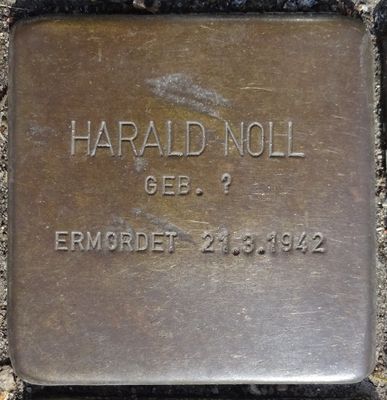 HARALD NOLL
GEB. ?
ERMORDET 21.3.1942